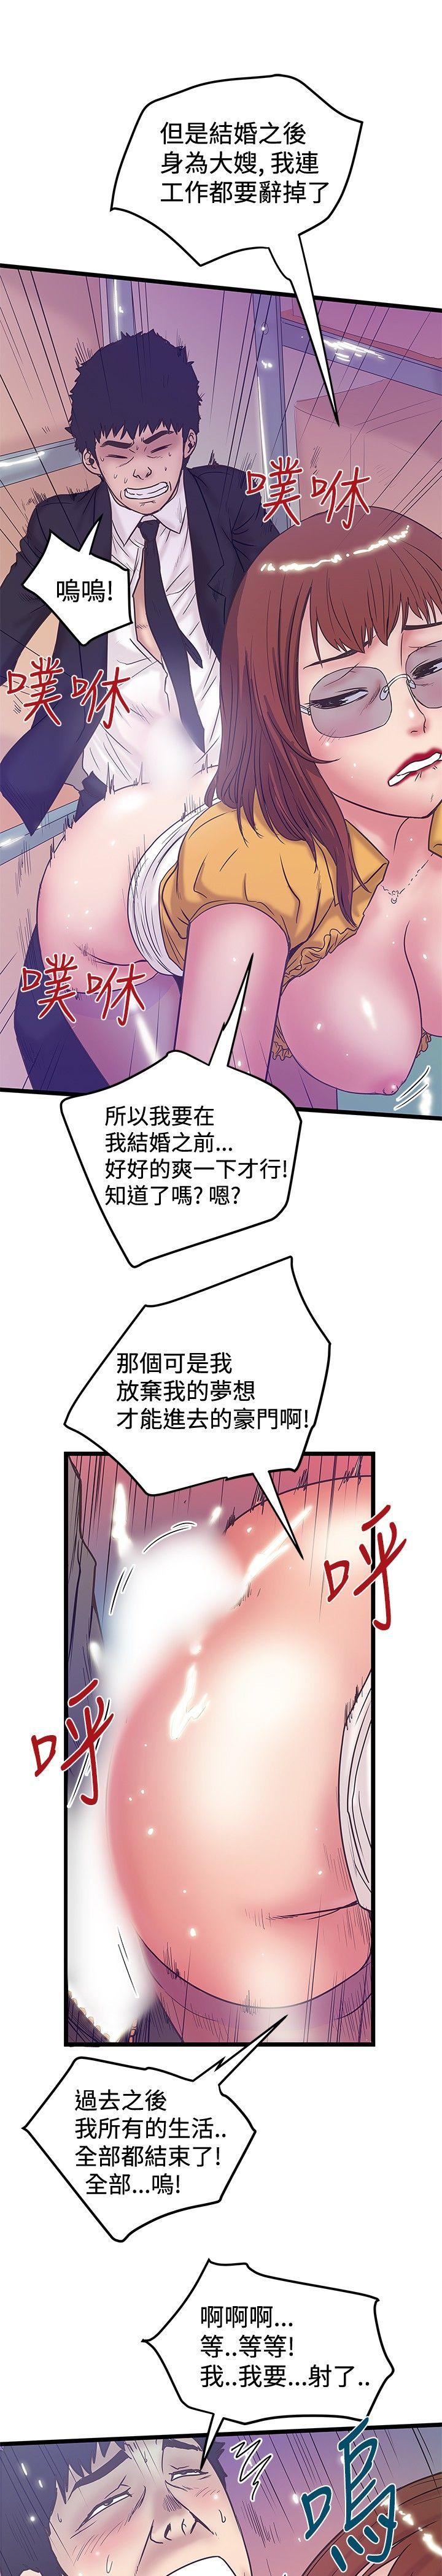 但是結婚之後
身為大嫂, 我連
工作都要辭掉了
噗咻
嗚嗚!
噗咻
噗咻
所以我要在
我結婚之前...
好好的爽一下才行!
知道了嗎? 嗯?
那個可是我
放棄我的夢想
才能進去的豪門啊!
呼
呼
過去之後
我所有的生活..
全部都結束了!
全部...嗚!
啊啊啊...
等..等等!
我..我要...射了..
嗚